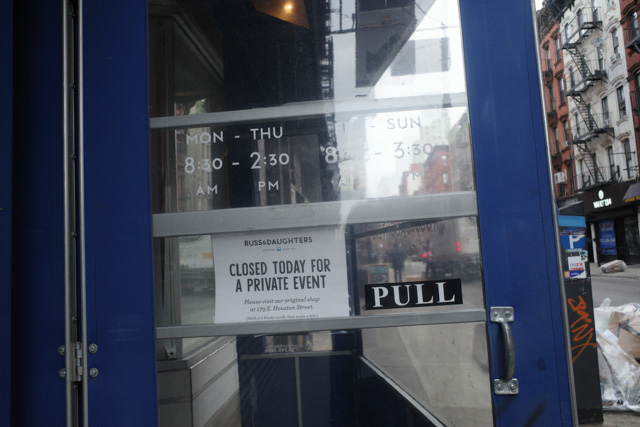 MON - THU
8:30 - 2:30
AM PM
- SUN
8 - 3:30
RUSS & DAUGHTERS
CLOSED TODAY FOR
A PRIVATE EVENT
Please visit our original shop
at 179 E. Houston Street.
PULL